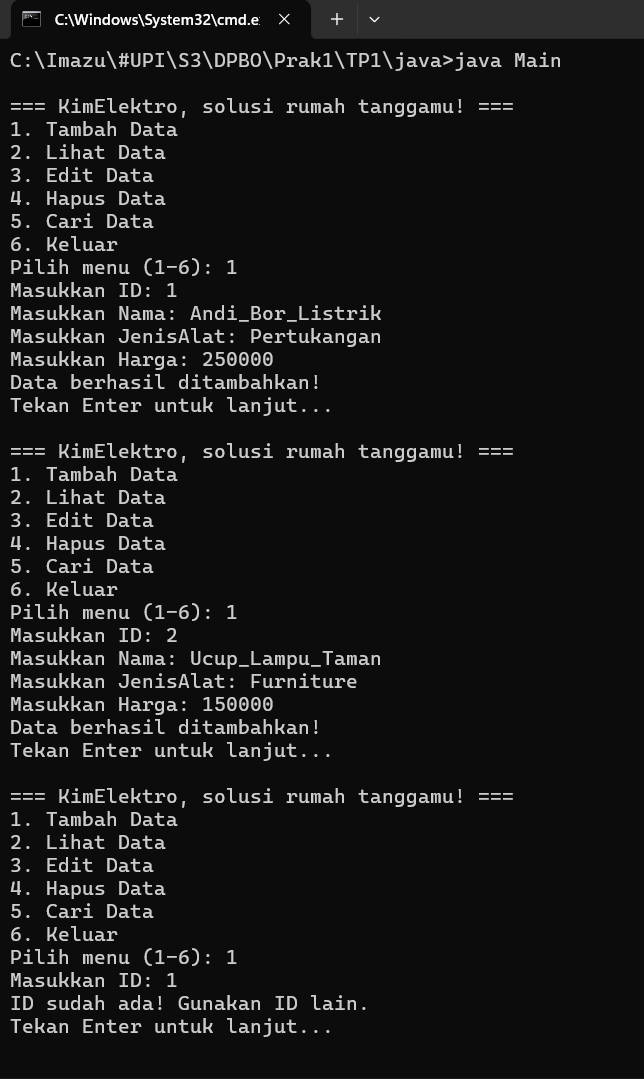 C:\Windows\System32\cmd.e:
C:\Imazu\#UPI\S3\DPBO\Prak1\TP1\java>java Main
=== KimElektro, solusi rumah tanggamu! ===
1. Tambah Data
2. Lihat Data
3. Edit Data
4. Hapus Data
5. Cari Data
6. Keluar
Pilih menu (1-6): 1
Masukkan ID: 1
Masukkan Nama: Andi_Bor_Listrik
Masukkan JenisAlat: Pertukangan
Masukkan Harga: 250000
Data berhasil ditambahkan!
Tekan Enter untuk lanjut...
=== KimElektro, solusi rumah tanggamu! ===
1. Tambah Data
2. Lihat Data
3. Edit Data
4. Hapus Data
5. Cari Data
6. Keluar
Pilih menu (1-6): 1
Masukkan ID: 2
Masukkan Nama: Ucup_Lampu_Taman
Masukkan JenisAlat: Furniture
Masukkan Harga: 150000
Data berhasil ditambahkan!
Tekan Enter untuk lanjut...
=== KimElektro, solusi rumah tanggamu! ===
1. Tambah Data
2. Lihat Data
3. Edit Data
4. Hapus Data
5. Cari Data
6. Keluar
Pilih menu (1-6): 1
Masukkan ID: 1
ID sudah ada! Gunakan ID lain.
Tekan Enter untuk lanjut...